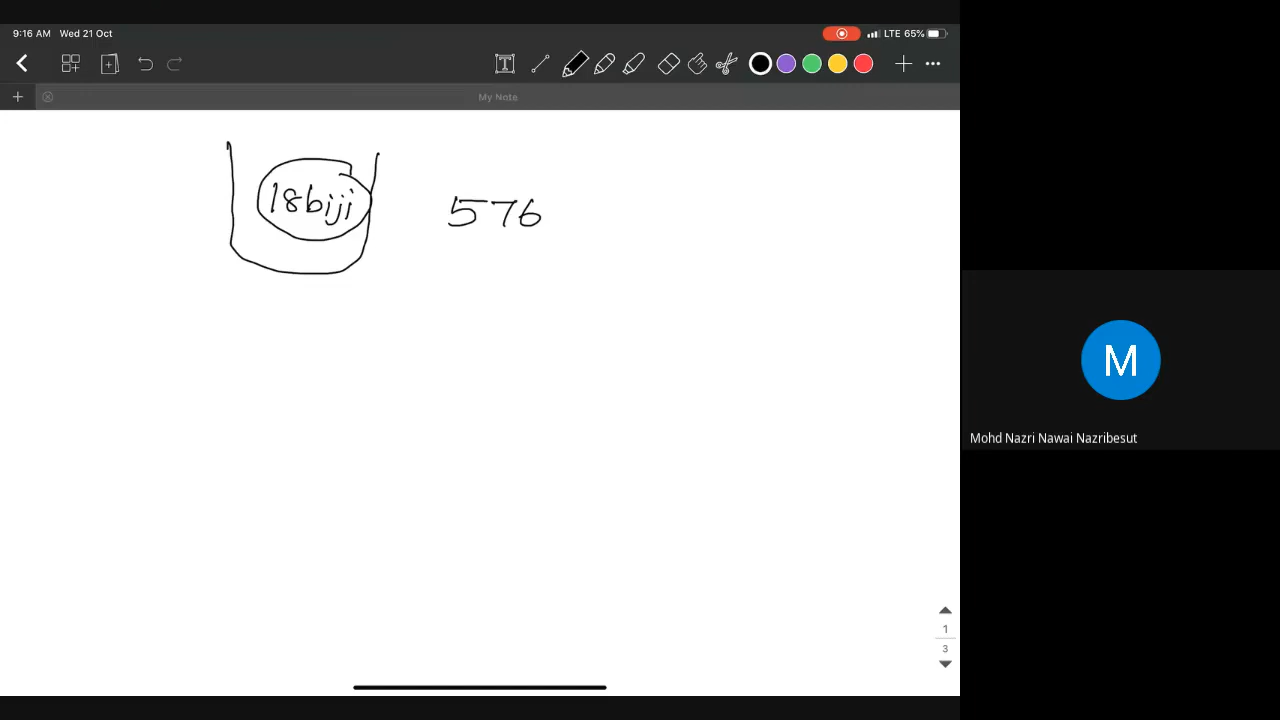 9:16 AM Wed 21 Oct
LTE 65%
My Note
18biji
576
M
Mohd Nazri Nawai Nazribesut
1
3